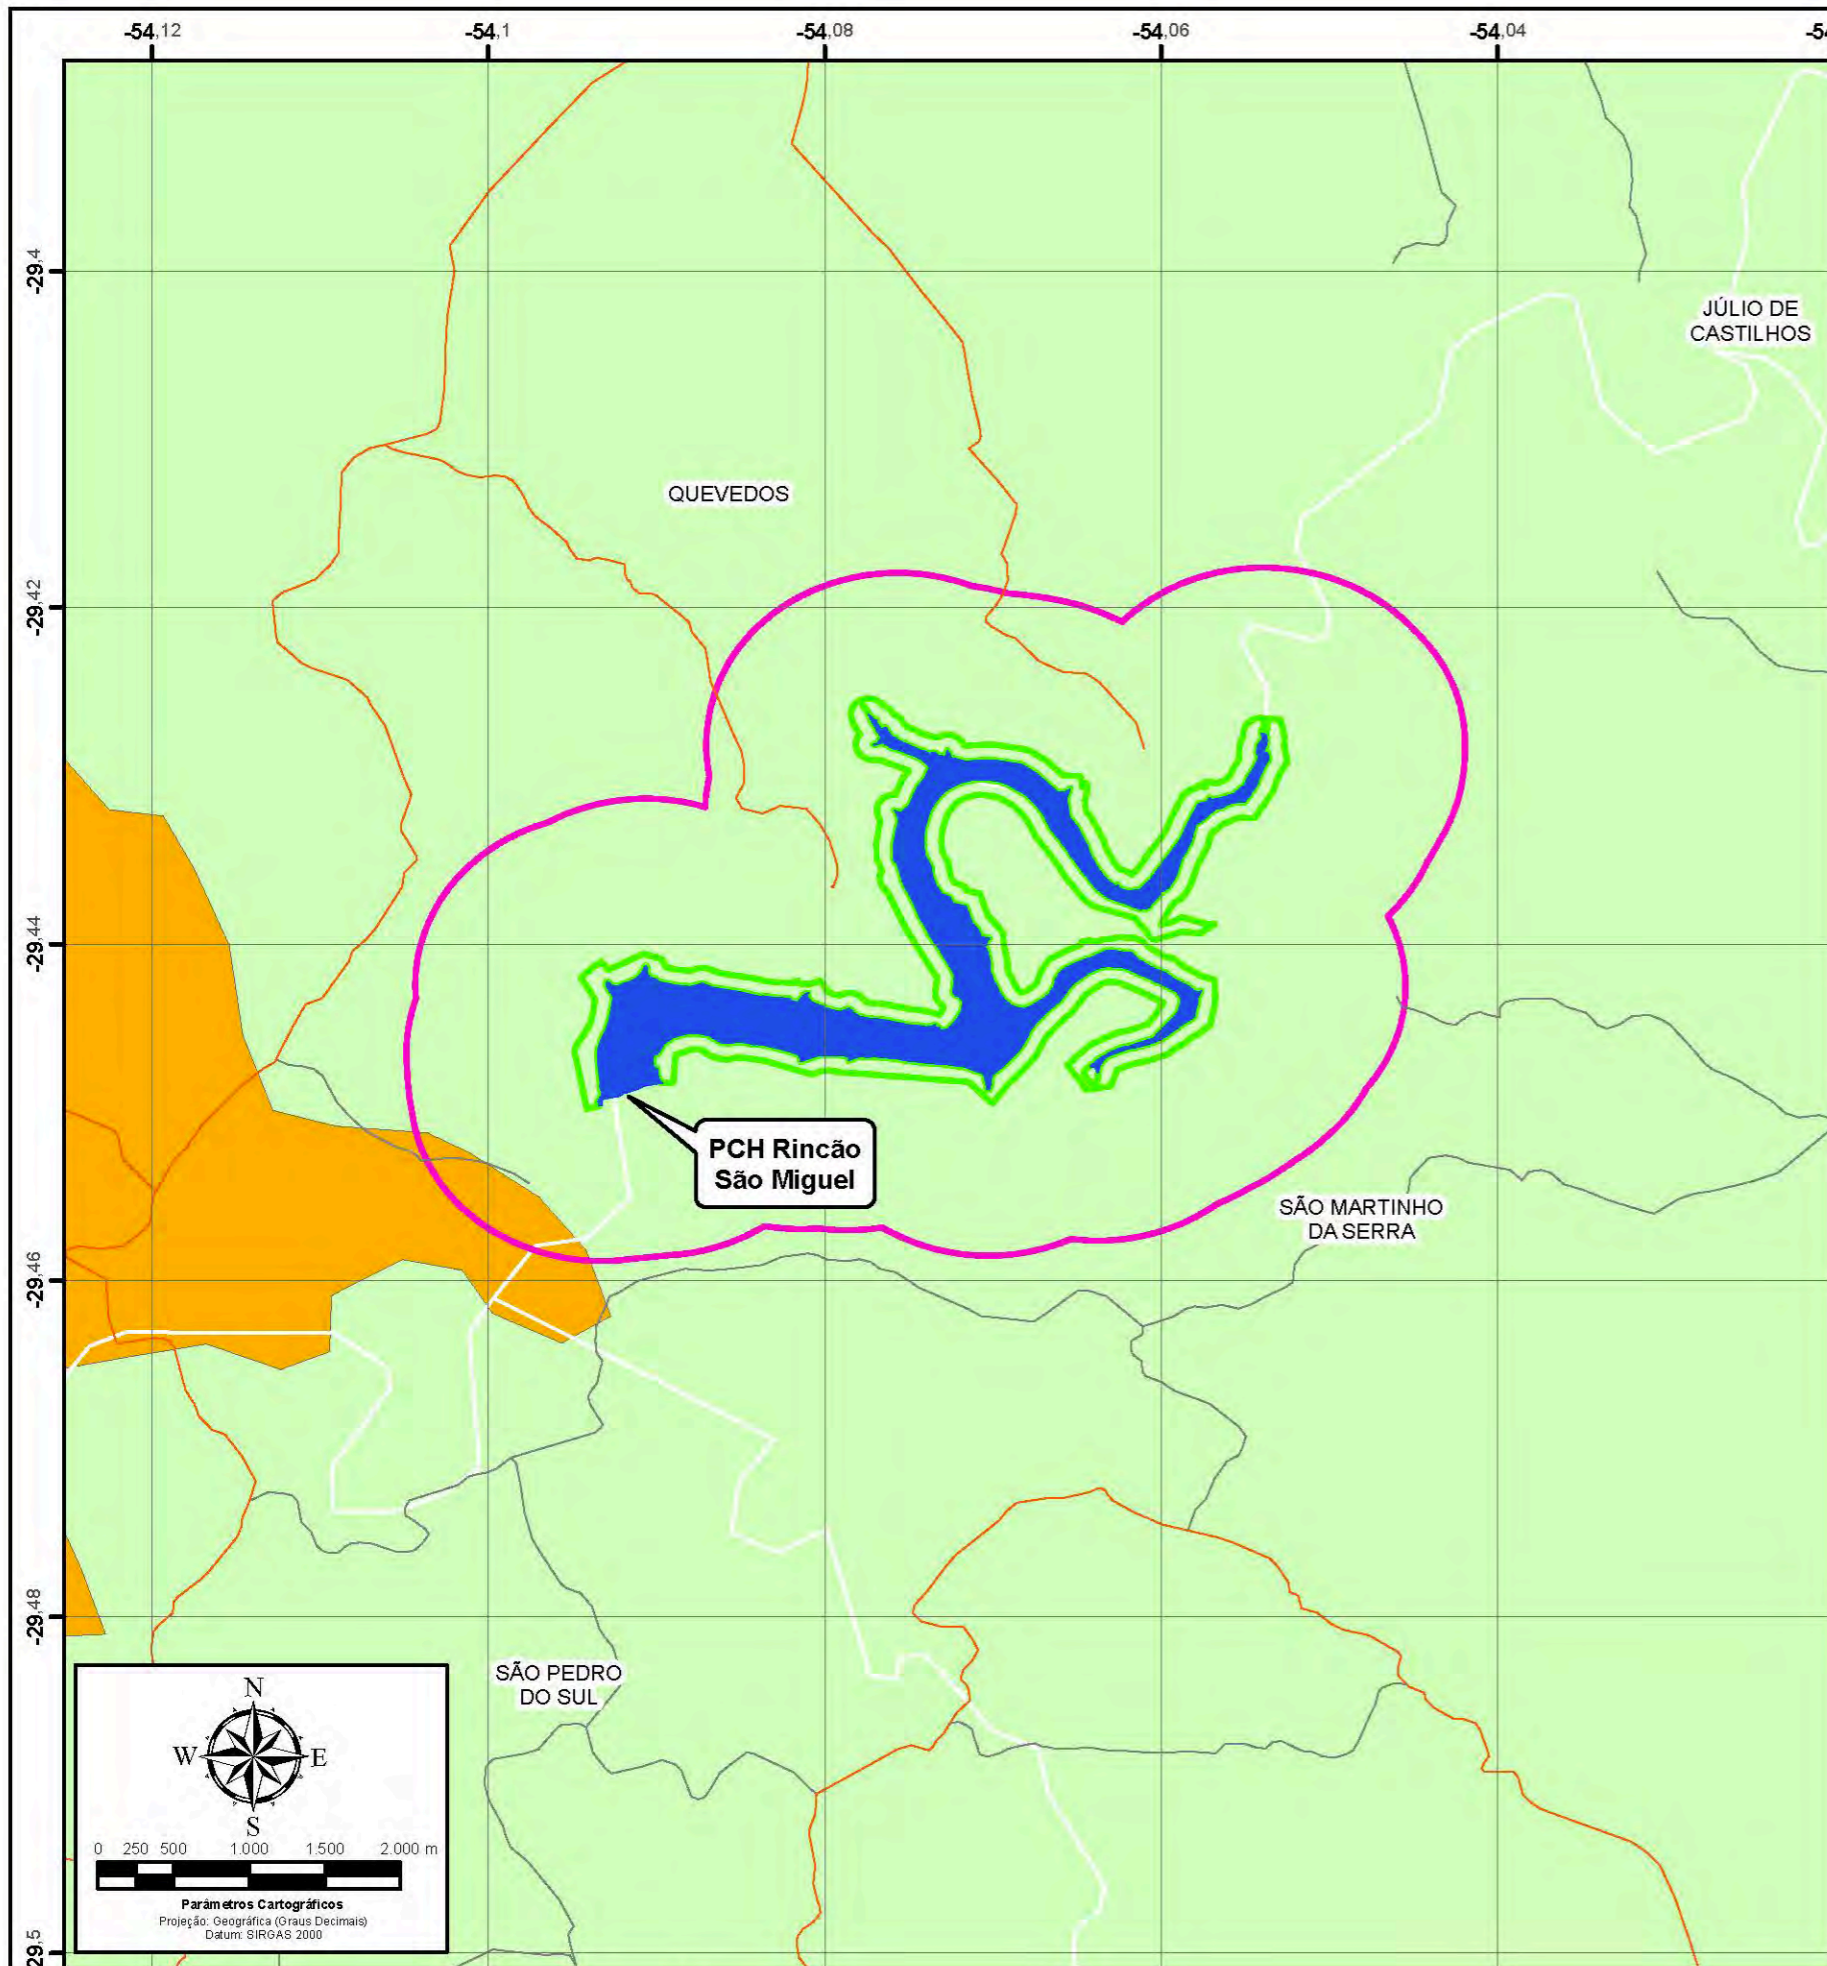 -54,12
-54,1
-54,08
-54,06
-54,04
-29,4
-29,42
-29,44
-29,46
-29,48
-29,5
JÚLIO DE
CASTILHOS
QUEVEDOS
PCH Rincão
São Miguel
SÃO MARTINHO
DA SERRA
SÃO PEDRO
DO SUL
N
W
E
S
0 250 500 1.000 1.500 2.000 m
Parâmetros Cartográficos
Projeção: Geográfica (Graus Decimais)
Datum: SIRGAS 2000